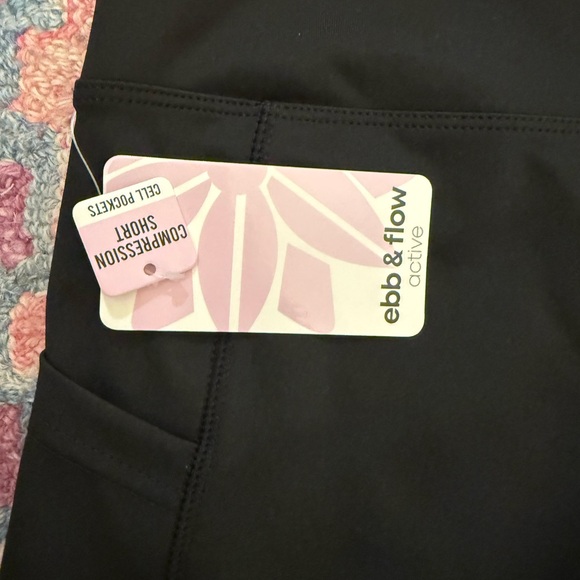 COMPRESSION
SHORT
CELL POCKETS
ebb & flow
active